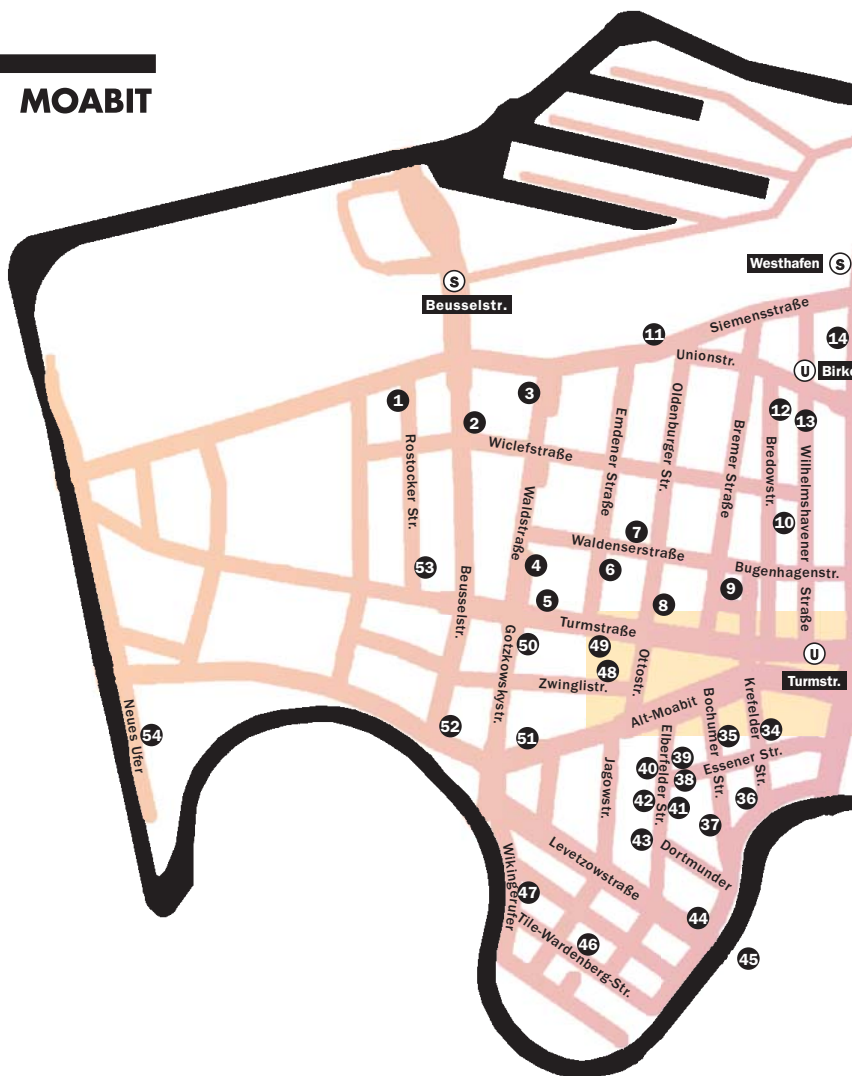 MOABIT
Westhafen
S
S
Beusselstr.
Siemensstraße
11
14
Unionstr.
U
Birke
1
3
2
12
13
Rostocker Str.
Wiclefstraße
Emdener Straße
Oldenburger Str.
Bremer Straße
Bredowstr.
Wilhelmshavener
Straße
Waldstraße
10
7
Waldenserstraße
53
4
6
Bugenhagenstr.
9
5
8
Beusselstr.
Turmstraße
50
49
U
Gotzkowskystr.
48
Ottostr.
Zwinglistr.
Turmstr.
Neues Ufer
54
52
51
Alt-Moabit
Bochumer
Str.
Krefelder
Str.
35
34
Jagowstr.
Elberfelder Str.
39
Essener Str.
40
38
42
41
36
37
43
Levetzowstraße
Dortmunder
Wikingerufer
47
44
Tile-Wardenberg-Str.
46
45